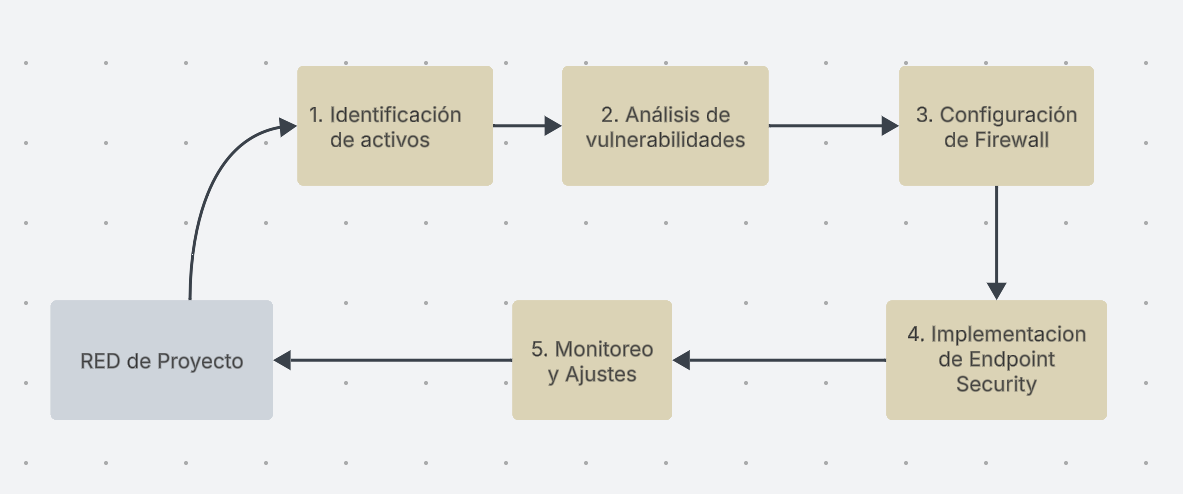 1. Identificación
de activos
2. Análisis de
vulnerabilidades
3. Configuración
de Firewall
RED de Proyecto
5. Monitoreo
y Ajustes
4. Implementacion
de Endpoint
Security